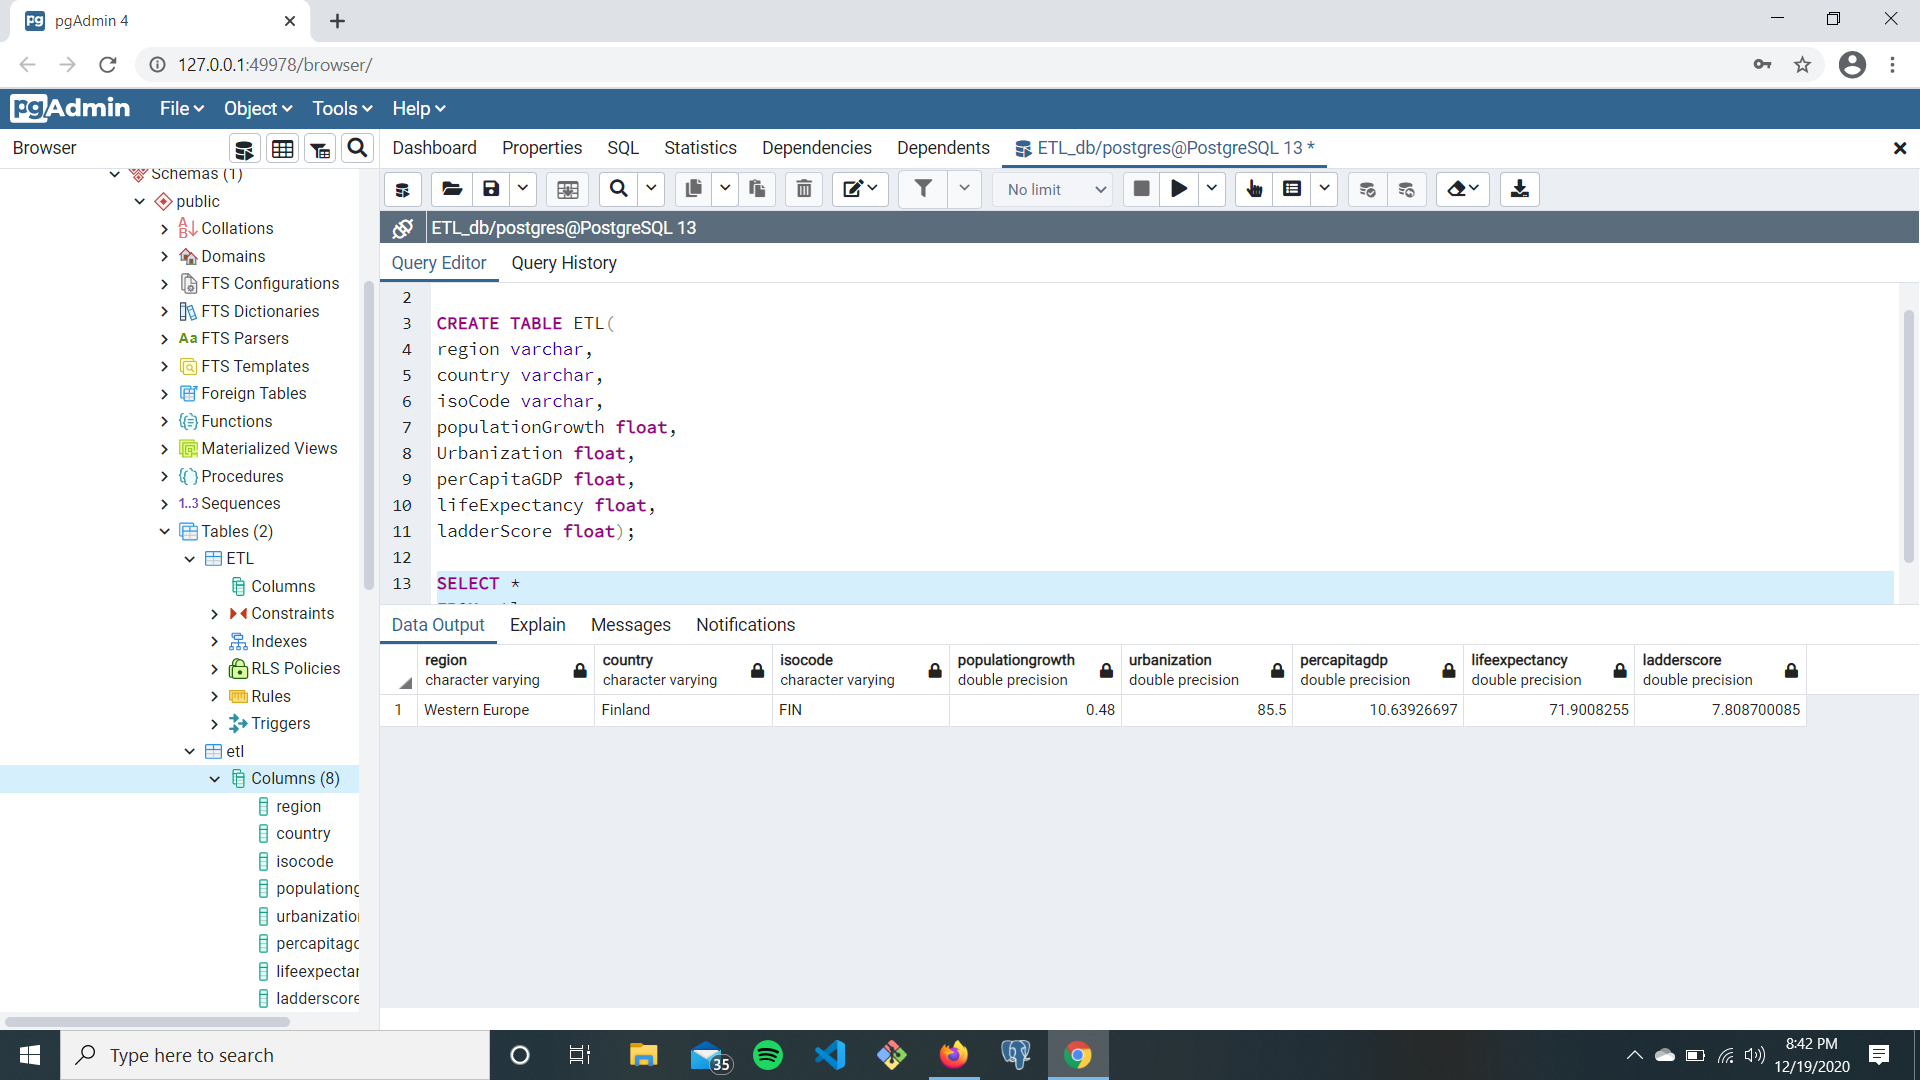 pgAdmin 4
127.0.0.1:49978/browser/
pgAdmin File Object Tools Help
Browser
Schemas (1)
public
Collations
Domains
FTS Configurations
FTS Dictionaries
Aa FTS Parsers
FTS Templates
Foreign Tables
Functions
Materialized Views
Procedures
1..3 Sequences
Tables (2)
ETL
Columns
Constraints
Indexes
RLS Policies
Rules
Triggers
etl
Columns (8)
region
country
isocode
populationg
urbanization
percapitagd
lifeexpectan
ladderscore
Dashboard Properties SQL Statistics Dependencies Dependents ETL_db/postgres@PostgreSQL 13 *
No limit
ETL_db/postgres@PostgreSQL 13
Query Editor Query History
2
3 CREATE TABLE ETL(
4 region varchar,
5 country varchar,
6 isoCode varchar,
7 populationGrowth float,
8 Urbanization float,
9 perCapitaGDP float,
10 lifeExpectancy float,
11 ladderScore float);
12
13 SELECT *
Data Output Explain Messages Notifications
region country isocode populationgrowth urbanization percapitagdp lifeexpectancy ladderscore
character varying character varying character varying double precision double precision double precision double precision double precision
1 Western Europe Finland FIN 0.48 85.5 10.63926697 71.9008255 7.808700085
Type here to search
35
8:42 PM
12/19/2020